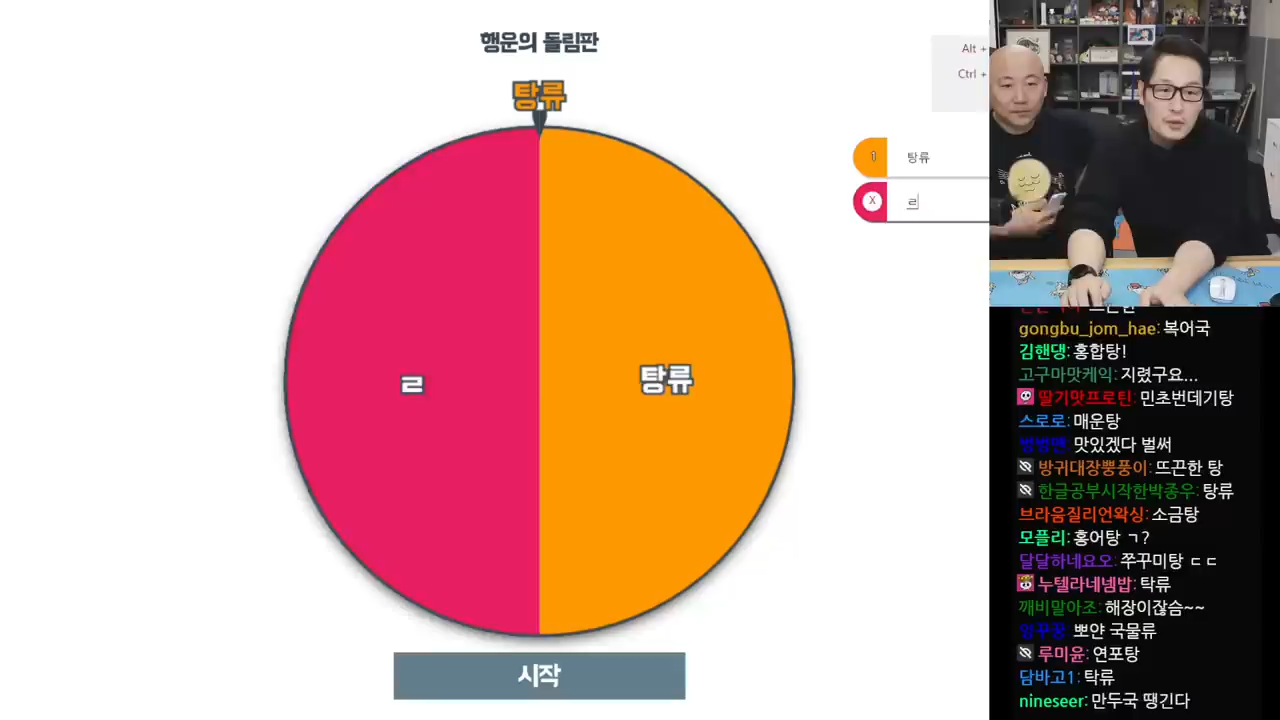 행운의 돌림판
탕류
Alt +
Ctrl +
1 탕류
X ㄹ
ㄹ
탕류
시작
gongbu_jom_hae: 복어국
김핸댕: 홍합탕!
고구마맛케익: 지렸구요...
딸기맛프로틴: 민초번데기탕
스로로: 매운탕
맛있겠다 벌써
방귀대장뿡풍이: 뜨끈한 탕
한글공부시작한박종우: 탕류
브라움질리언왁싱: 소금탕
모플리: 홍어탕 ㄱ?
달달하네요오: 쭈꾸미탕 ㄷㄷ
누텔라네넴밥: 탁류
깨비말아조: 해장이잖슴~~
뽀얀 국물류
루미윤: 연포탕
담바고1: 탁류
nineseer: 만두국 땡긴다